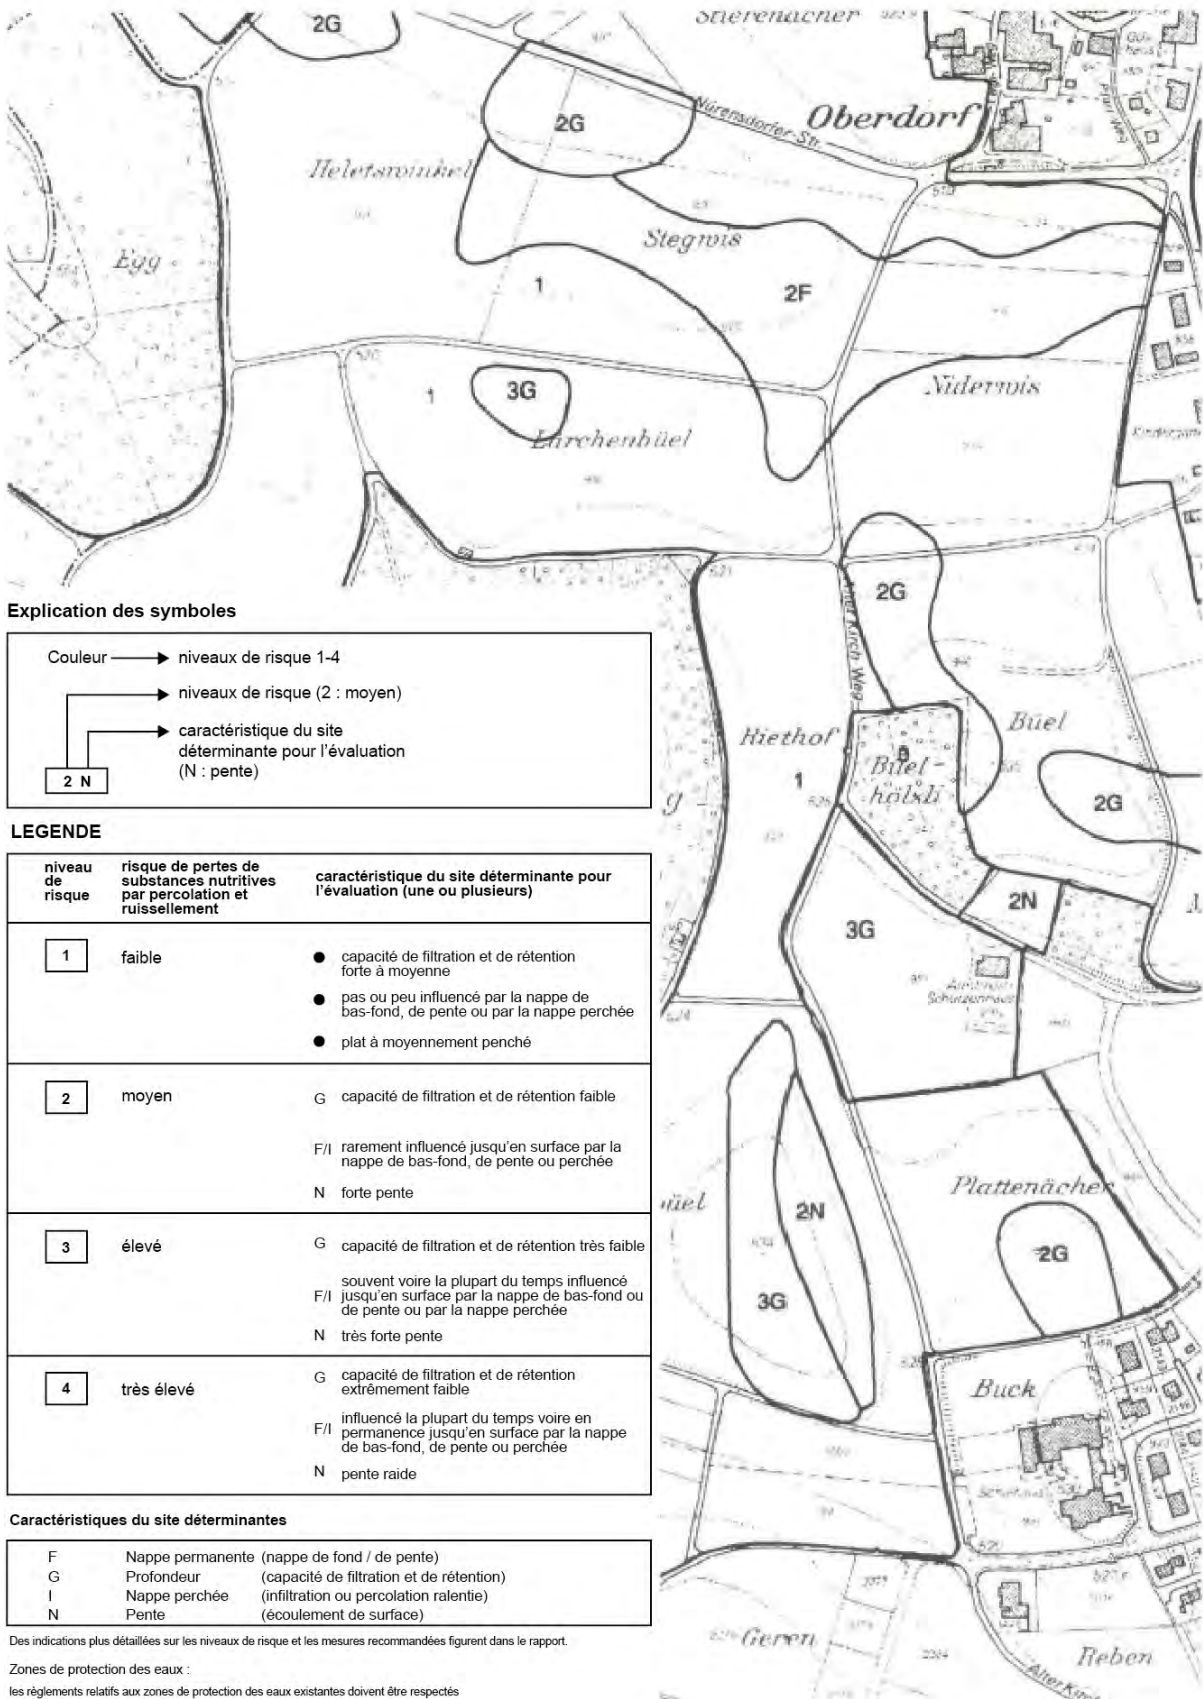 2G
Stierenacher
2G
Nürensdorfer-Str.
Oberdorf
Heletswinkel
Stegwis
Egg
1
2F
3G
1
Niderwis
Lärchenbüel
2G
Alter Kirch Weg
Explication des symboles
Couleur niveaux de risque 1-4
niveaux de risque (2 : moyen)
caractéristique du site
déterminante pour l'évaluation
(N : pente)
2 N
Hiethof
1
Büel-
hölzli
Büel
2G
2N
3G
LEGENDE
niveau de risque
risque de pertes de substances nutritives par percolation et ruissellement
caractéristique du site déterminante pour l'évaluation (une ou plusieurs)
1 faible
capacité de filtration et de rétention
forte à moyenne
pas ou peu influencé par la nappe de
bas-fond, de pente ou par la nappe perchée
plat à moyennement penché
2 moyen
G capacité de filtration et de rétention faible
F/I rarement influencé jusqu'en surface par la
nappe de bas-fond, de pente ou perchée
N forte pente
3 élevé
G capacité de filtration et de rétention très faible
souvent voire la plupart du temps influencé
F/I jusqu'en surface par la nappe de bas-fond ou
de pente ou par la nappe perchée
N très forte pente
4 très élevé
G capacité de filtration et de rétention
extrêmement faible
F/I influencé la plupart du temps voire en
permanence jusqu'en surface par la nappe
de bas-fond, de pente ou perchée
N pente raide
624
üel
2N
3G
Plattenächer
2G
Buck
Caractéristiques du site déterminantes
F Nappe permanente (nappe de fond / de pente)
G Profondeur (capacité de filtration et de rétention)
I Nappe perchée (infiltration ou percolation ralentie)
N Pente (écoulement de surface)
Des indications plus détaillées sur les niveaux de risque et les mesures recommandées figurent dans le rapport.
Zones de protection des eaux :
les règlements relatifs aux zones de protection des eaux existantes doivent être respectés
Geren
Reben